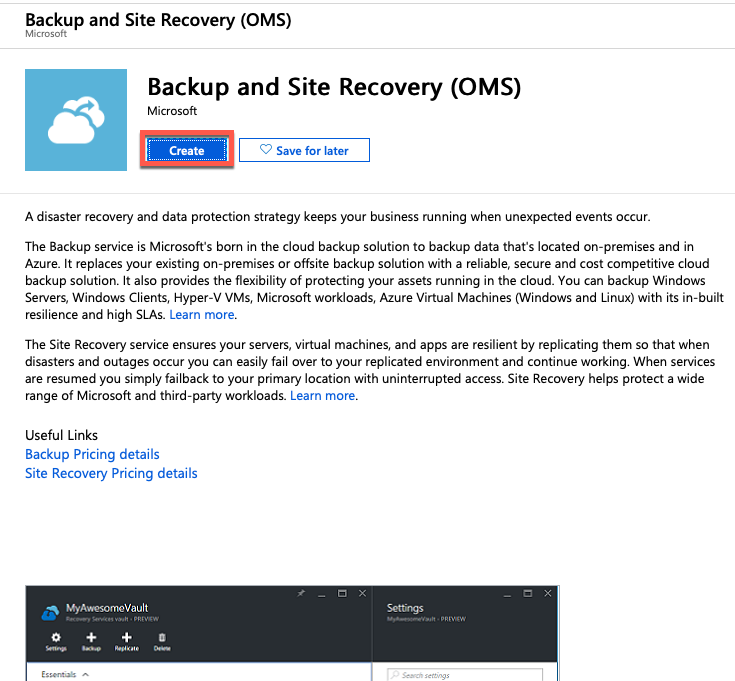 Backup and Site Recovery (OMS)
Microsoft
Backup and Site Recovery (OMS)
Microsoft
Create
Save for later
A disaster recovery and data protection strategy keeps your business running when unexpected events occur.
The Backup service is Microsoft's born in the cloud backup solution to backup data that's located on-premises and in
Azure. It replaces your existing on-premises or offsite backup solution with a reliable, secure and cost competitive cloud
backup solution. It also provides the flexibility of protecting your assets running in the cloud. You can backup Windows
Servers, Windows Clients, Hyper-V VMs, Microsoft workloads, Azure Virtual Machines (Windows and Linux) with its in-built
resilience and high SLAs. Learn more.
The Site Recovery service ensures your servers, virtual machines, and apps are resilient by replicating them so that when
disasters and outages occur you can easily fail over to your replicated environment and continue working. When services
are resumed you simply failback to your primary location with uninterrupted access. Site Recovery helps protect a wide
range of Microsoft and third-party workloads. Learn more.
Useful Links
Backup Pricing details
Site Recovery Pricing details
MyAwesomeVault
Recovery Services vault - PREVIEW
Settings
Backup
Replicate
Delete
Essentials
Settings
MyAwesomeVault - PREVIEW
Search settings